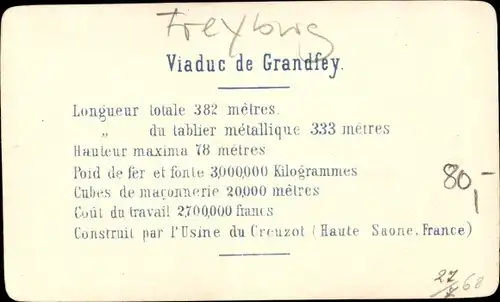 Freyburg
Viaduc de Grandfey.
Longueur totale 382 mètres.
„ du tablier métallique 333 mètres
Hauteur maxima 78 mètres
Poid de fer et fonte 3,000,000 Kilogrammes
Cubes de maçonnerie 20,000 mètres
80,-
Coût du travail 2,700,000 francs
Construit par l'Usine du Creuzot (Haute Saone, France)